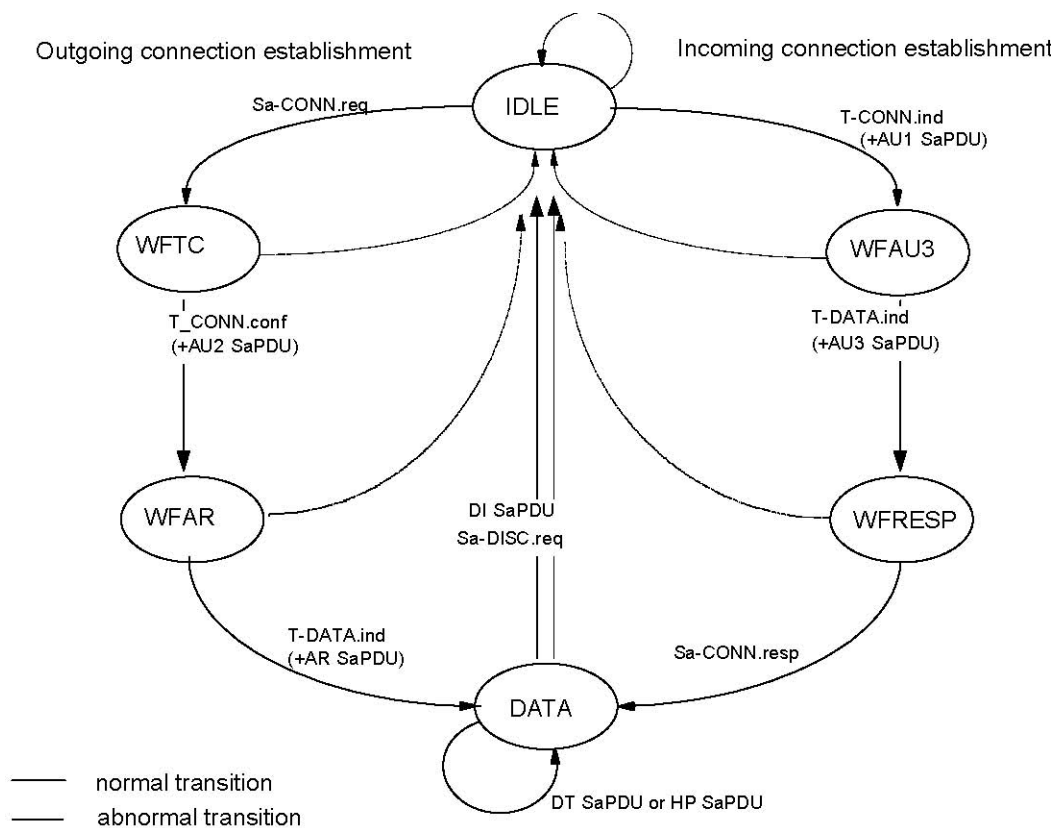 Outgoing connection establishment
Incoming connection establishment
IDLE
Sa-CONN.req
T-CONN.ind
(+AU1 SaPDU)
WFTC
WFAU3
T_CONN.conf
(+AU2 SaPDU)
T-DATA.ind
(+AU3 SaPDU)
WFAR
WFRESP
DI SaPDU
Sa-DISC.req
T-DATA.ind
(+AR SaPDU)
Sa-CONN.resp
DATA
DT SaPDU or HP SaPDU
normal transition
abnormal transition